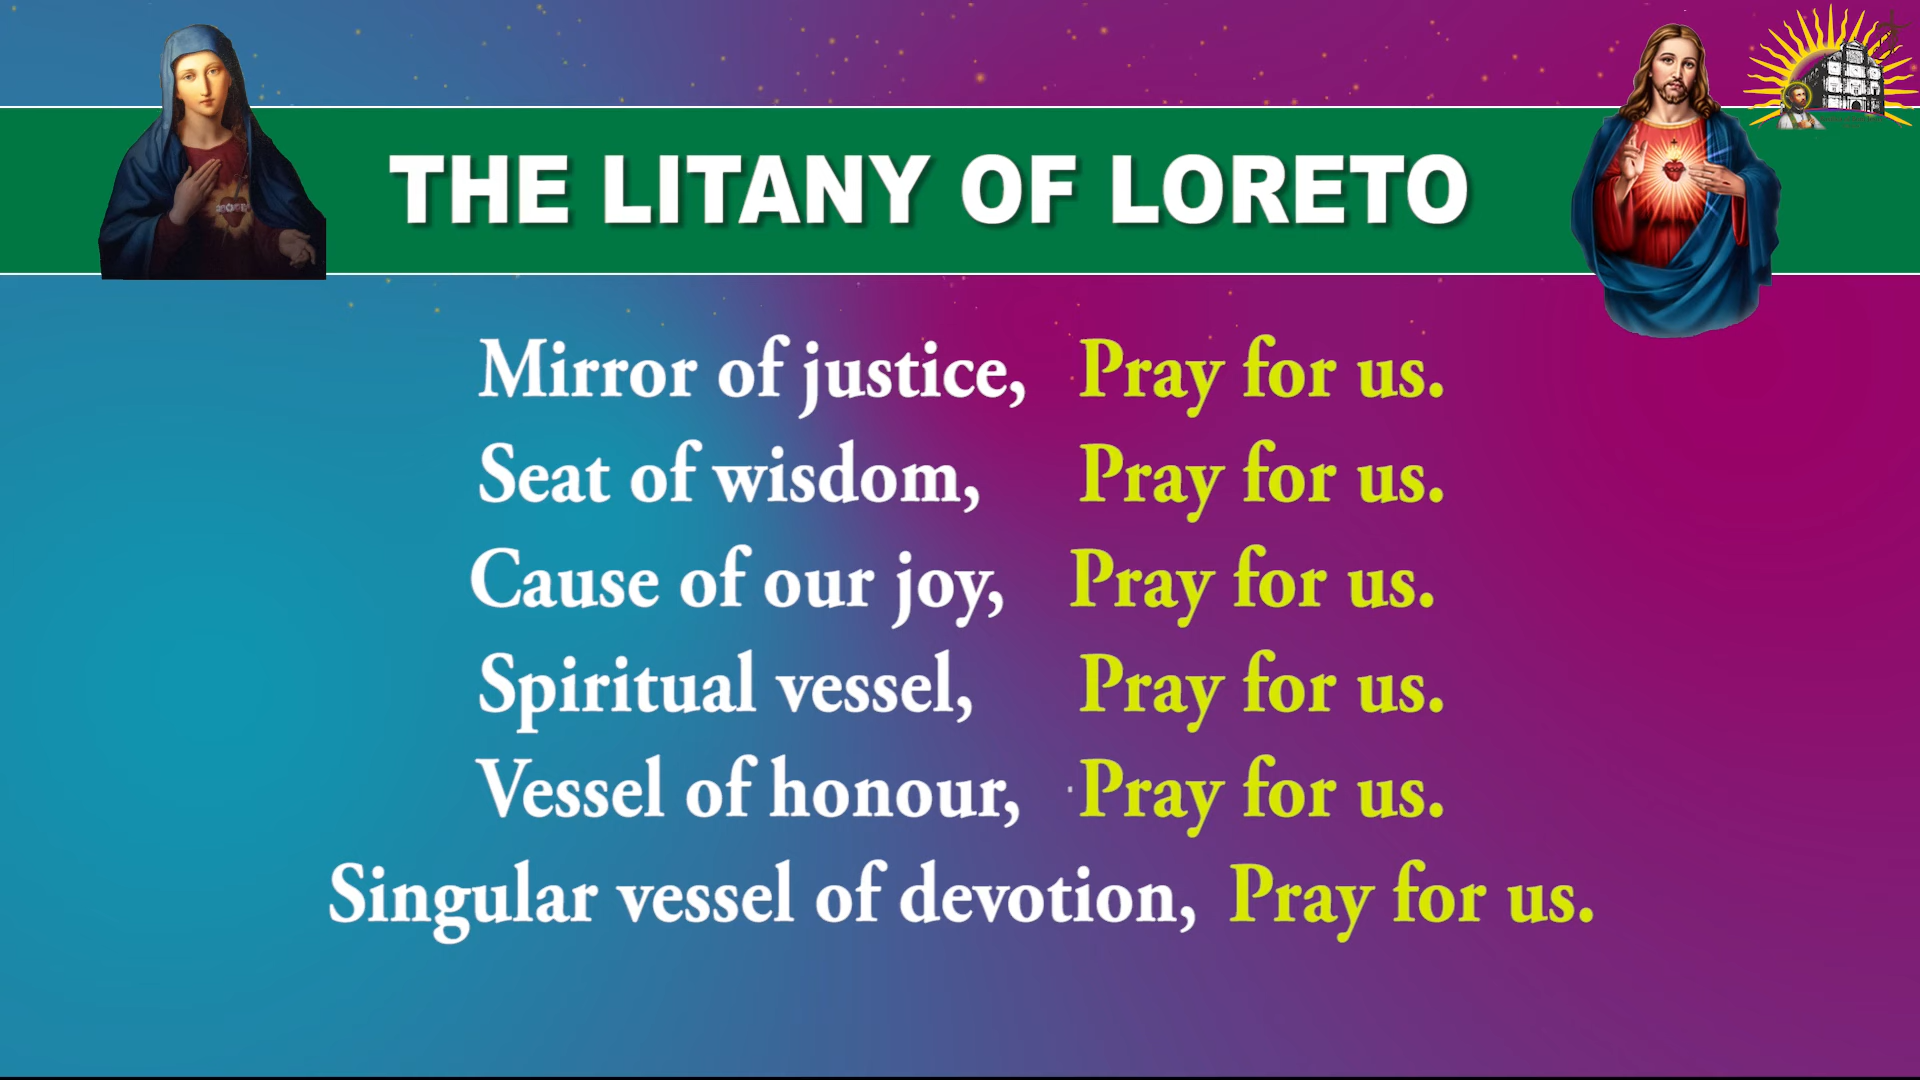 THE LITANY OF LORETO
Mirror of justice, Pray for us.
Seat of wisdom, Pray for us.
Cause of our joy, Pray for us.
Spiritual vessel, Pray for us.
Vessel of honour, Pray for us.
Singular vessel of devotion, Pray for us.